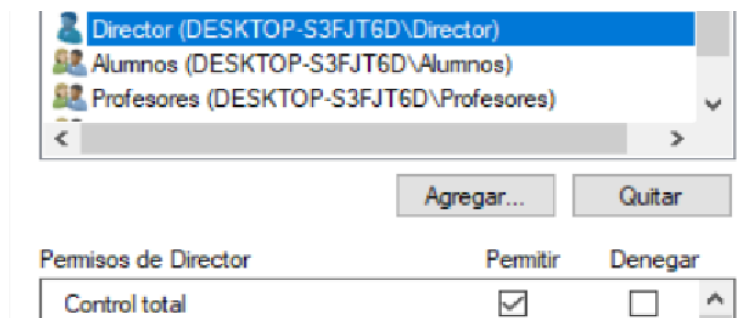 Director (DESKTOP-S3FJT6D\Director)
Alumnos (DESKTOP-S3FJT6D\Alumnos)
Profesores (DESKTOP-S3FJT6D\Profesores)
Agregar... Quitar
Permisos de Director Permitir Denegar
Control total